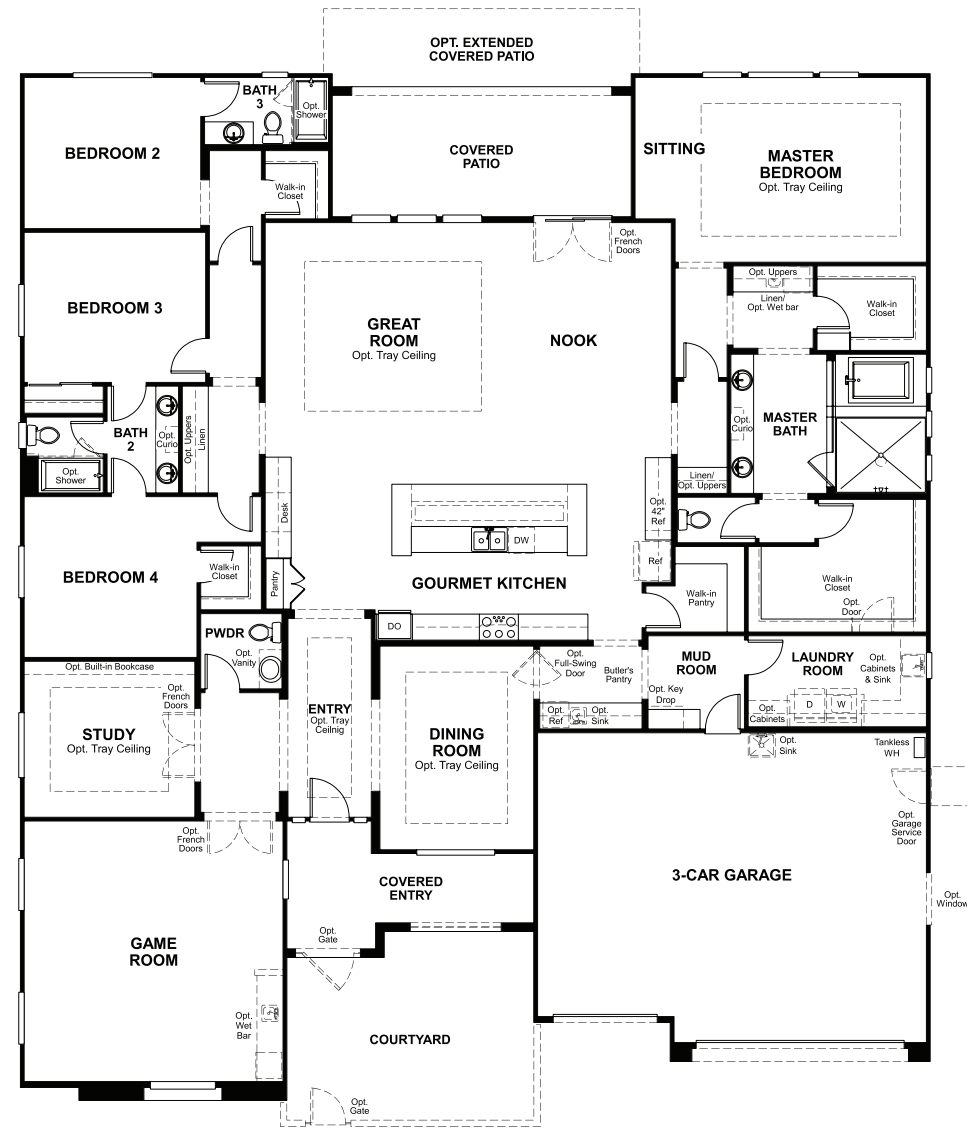 OPT. EXTENDED
COVERED PATIO
BATH
3
Opt.
Shower
BEDROOM 2
COVERED
PATIO
SITTING
MASTER
BEDROOM
Opt. Tray Ceiling
Walk-in
Closet
Opt.
French
Doors
Opt. Uppers
Linen/
Opt. Wet bar
Walk-in
Closet
BEDROOM 3
GREAT
ROOM
Opt. Tray Ceiling
NOOK
BATH
2
Opt.
Curio
Opt. Uppers
Linen
Opt.
Shower
Opt.
Curio
MASTER
BATH
Linen/
Opt. Uppers
Desk
Opt.
42"
Ref
DW
Ref
BEDROOM 4
Walk-in
Closet
Pantry
GOURMET KITCHEN
Walk-in
Pantry
Walk-in
Closet
Opt.
Door
DO
PWDR
Opt.
Vanity
Opt. Built-in Bookcase
Opt.
French
Doors
STUDY
Opt. Tray Ceiling
ENTRY
Opt. Tray
Ceilnig
DINING
ROOM
Opt. Tray Ceiling
Opt.
Full-Swing
Door
Butler's
Pantry
Opt.
Ref
Opt.
Sink
MUD
ROOM
Opt. Key
Drop
LAUNDRY
ROOM
Opt.
Cabinets
& Sink
Opt.
Cabinets
D
W
Opt.
Sink
Tankless
WH
Opt.
Garage
Service
Door
Opt.
French
Doors
3-CAR GARAGE
Opt.
Window
COVERED
ENTRY
Opt.
Gate
GAME
ROOM
Opt.
Wet
Bar
COURTYARD
Opt.
Gate